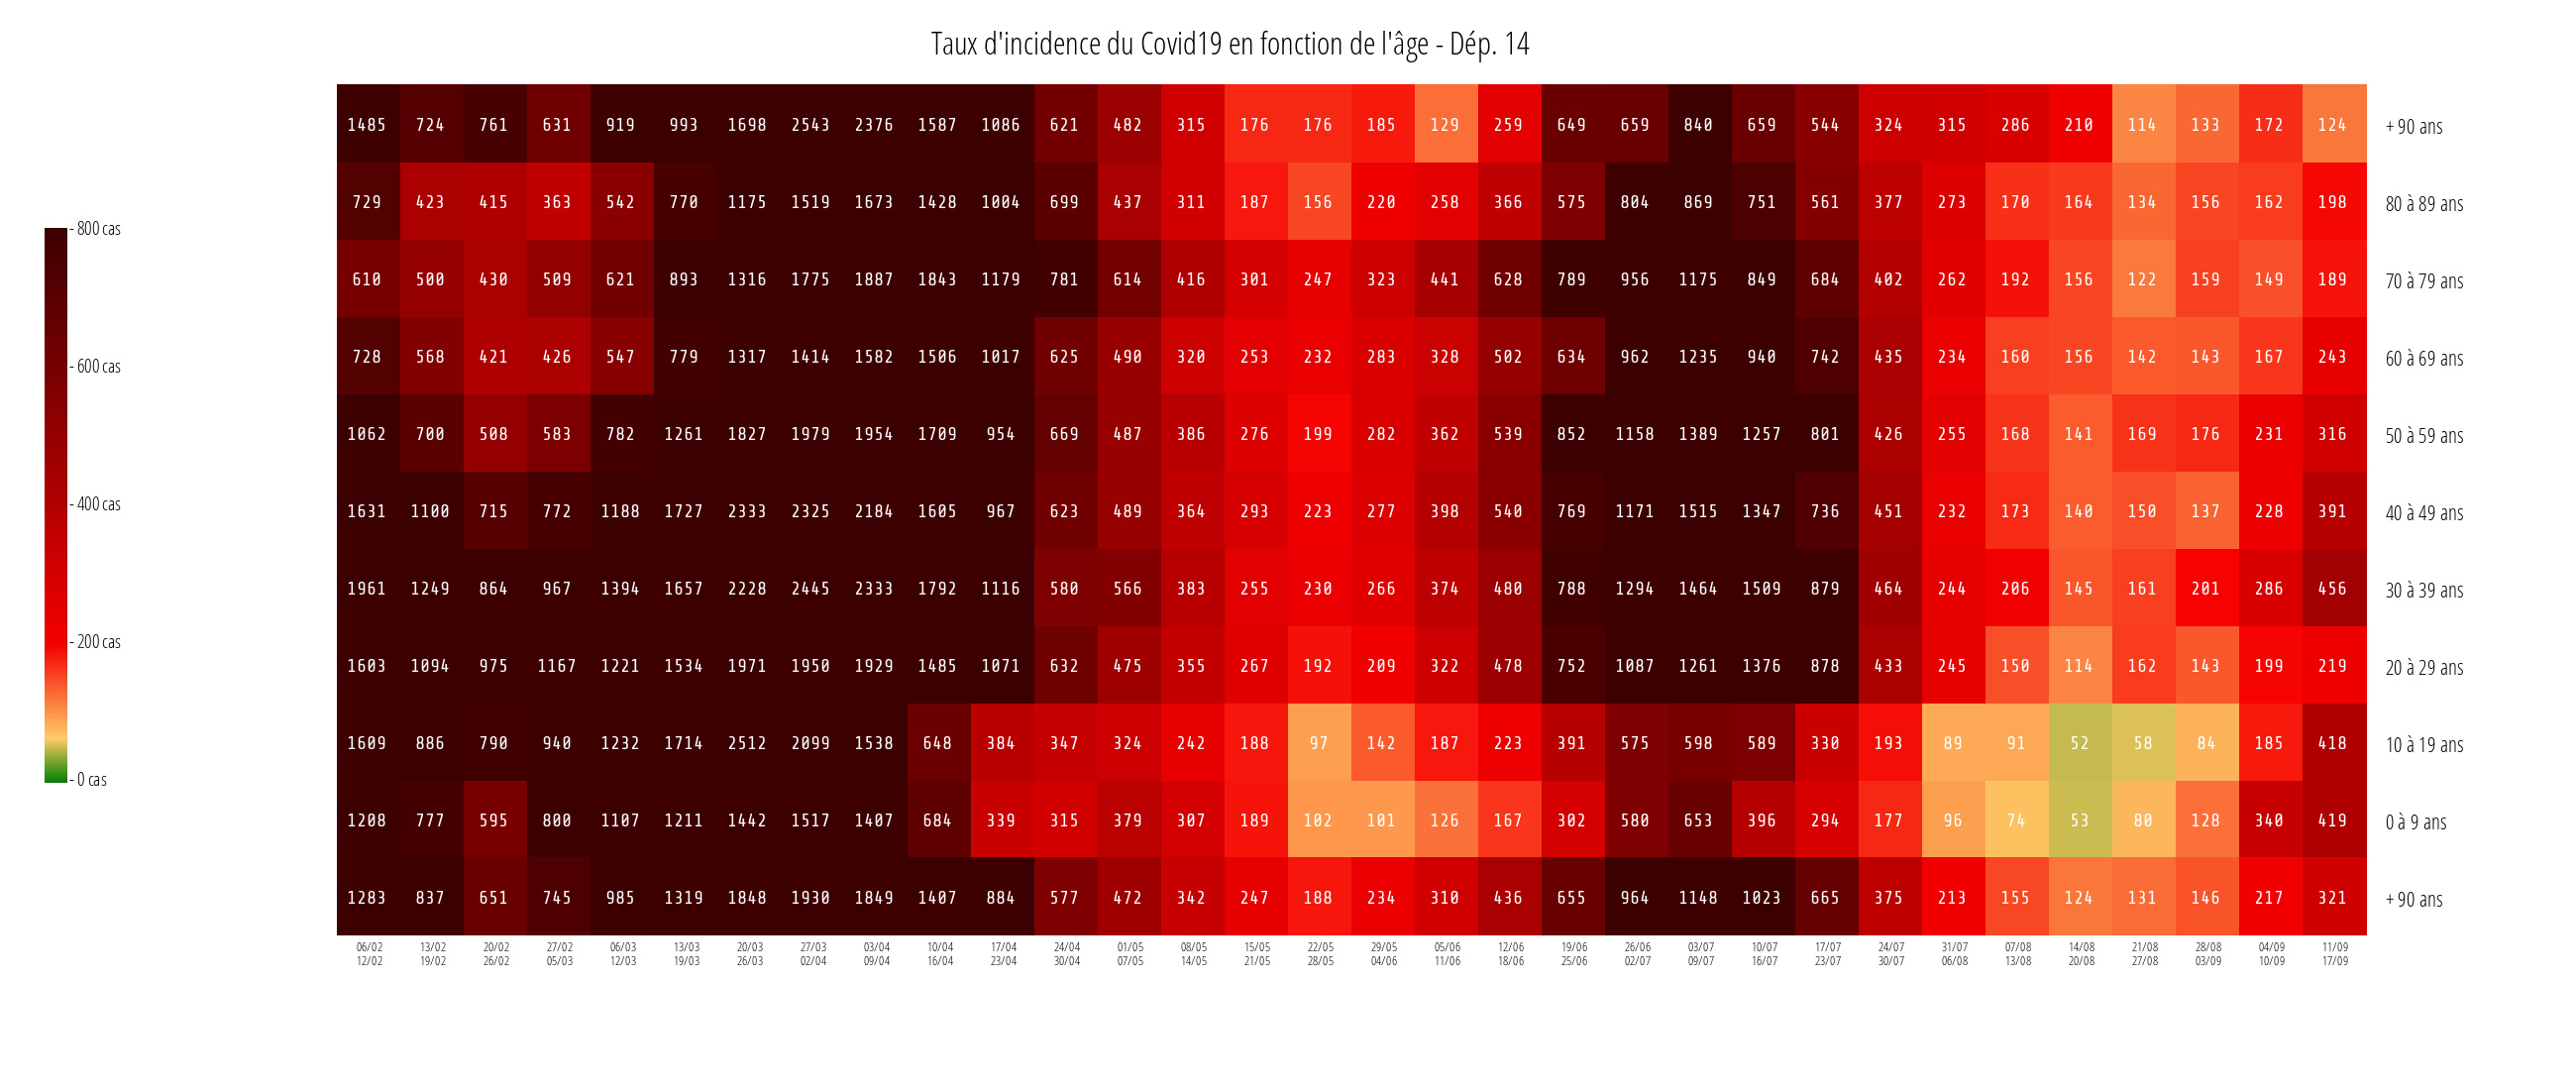 Taux d'incidence du Covid19 en fonction de l'âge - Dép. 14
1485 724 761 631 919 993 1698 2543 2376 1587 1086 621 482 315 176 176 185 129 259 649 659 840 659 544 324 315 286 210 114 133 172 124 + 90 ans
729 423 415 363 542 770 1175 1519 1673 1428 1004 699 437 311 187 156 220 258 366 575 804 869 751 561 377 273 170 164 134 156 162 198 80 à 89 ans
- 800 cas
610 500 430 509 621 893 1316 1775 1887 1843 1179 781 614 416 301 247 323 441 628 789 956 1175 849 684 402 262 192 156 122 159 149 189 70 à 79 ans
728 568 421 426 547 779 1317 1414 1582 1506 1017 625 490 320 253 232 283 328 502 634 962 1235 940 742 435 234 160 156 142 143 167 243 60 à 69 ans
- 600 cas
1062 700 508 583 782 1261 1827 1979 1954 1709 954 669 487 386 276 199 282 362 539 852 1158 1389 1257 801 426 255 168 141 169 176 231 316 50 à 59 ans
- 400 cas
1631 1100 715 772 1188 1727 2333 2325 2184 1605 967 623 489 364 293 223 277 398 540 769 1171 1515 1347 736 451 232 173 140 150 137 228 391 40 à 49 ans
1961 1249 864 967 1394 1657 2228 2445 2333 1792 1116 580 566 383 255 230 266 374 480 788 1294 1464 1509 879 464 244 206 145 161 201 286 456 30 à 39 ans
- 200 cas
1603 1094 975 1167 1221 1534 1971 1950 1929 1485 1071 632 475 355 267 192 209 322 478 752 1087 1261 1376 878 433 245 150 114 162 143 199 219 20 à 29 ans
1609 886 790 940 1232 1714 2512 2099 1538 648 384 347 324 242 188 97 142 187 223 391 575 598 589 330 193 89 91 52 58 84 185 418 10 à 19 ans
- 0 cas
1208 777 595 800 1107 1211 1442 1517 1407 684 339 315 379 307 189 102 101 126 167 302 580 653 396 294 177 96 74 53 80 128 340 419 0 à 9 ans
1283 837 651 745 985 1319 1848 1930 1849 1407 884 577 472 342 247 188 234 310 436 655 964 1148 1023 665 375 213 155 124 131 146 217 321 + 90 ans
06/02 13/02 20/02 27/02 06/03 13/03 20/03 27/03 03/04 10/04 17/04 24/04 01/05 08/05 15/05 22/05 29/05 05/06 12/06 19/06 26/06 03/07 10/07 17/07 24/07 31/07 07/08 14/08 21/08 28/08 04/09 11/09
12/02 19/02 26/02 05/03 12/03 19/03 26/03 02/04 09/04 16/04 23/04 30/04 07/05 14/05 21/05 28/05 04/06 11/06 18/06 25/06 02/07 09/07 16/07 23/07 30/07 06/08 13/08 20/08 27/08 03/09 10/09 17/09